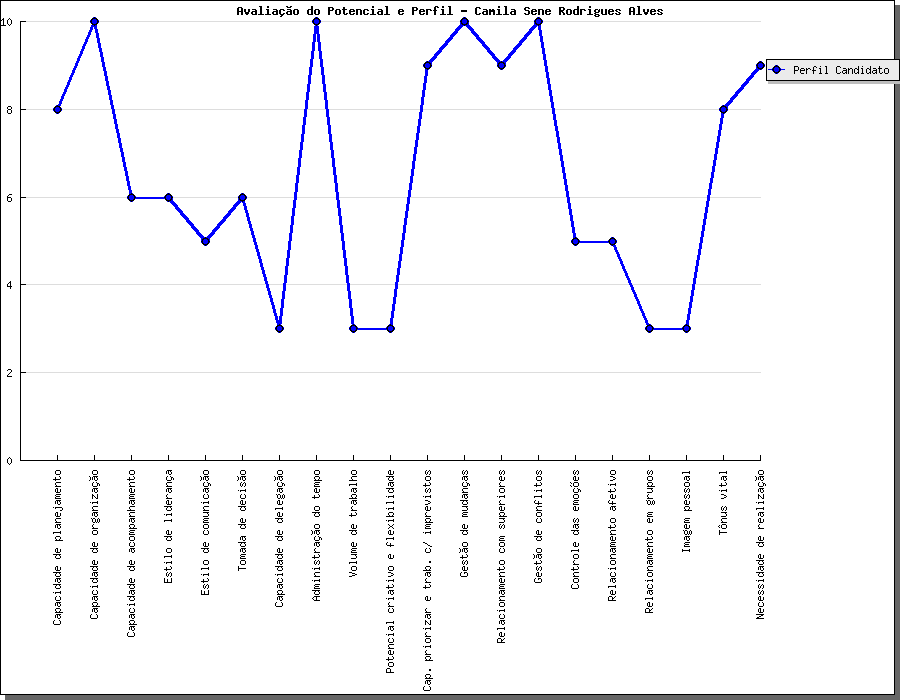 Avaliação do Potencial e Perfil - Camila Sene Rodrigues Alves
10
8
6
4
2
0
Perfil Candidato
Capacidade de planejamento
Capacidade de organização
Capacidade de acompanhamento
Estilo de liderança
Estilo de comunicação
Tomada de decisão
Capacidade de delegação
Administração do tempo
Volume de trabalho
Potencial criativo e flexibilidade
Cap. priorizar e trab. c/ imprevistos
Gestão de mudanças
Relacionamento com superiores
Gestão de conflitos
Controle das emoções
Relacionamento afetivo
Relacionamento em grupos
Imagem pessoal
Tônus vital
Necessidade de realização